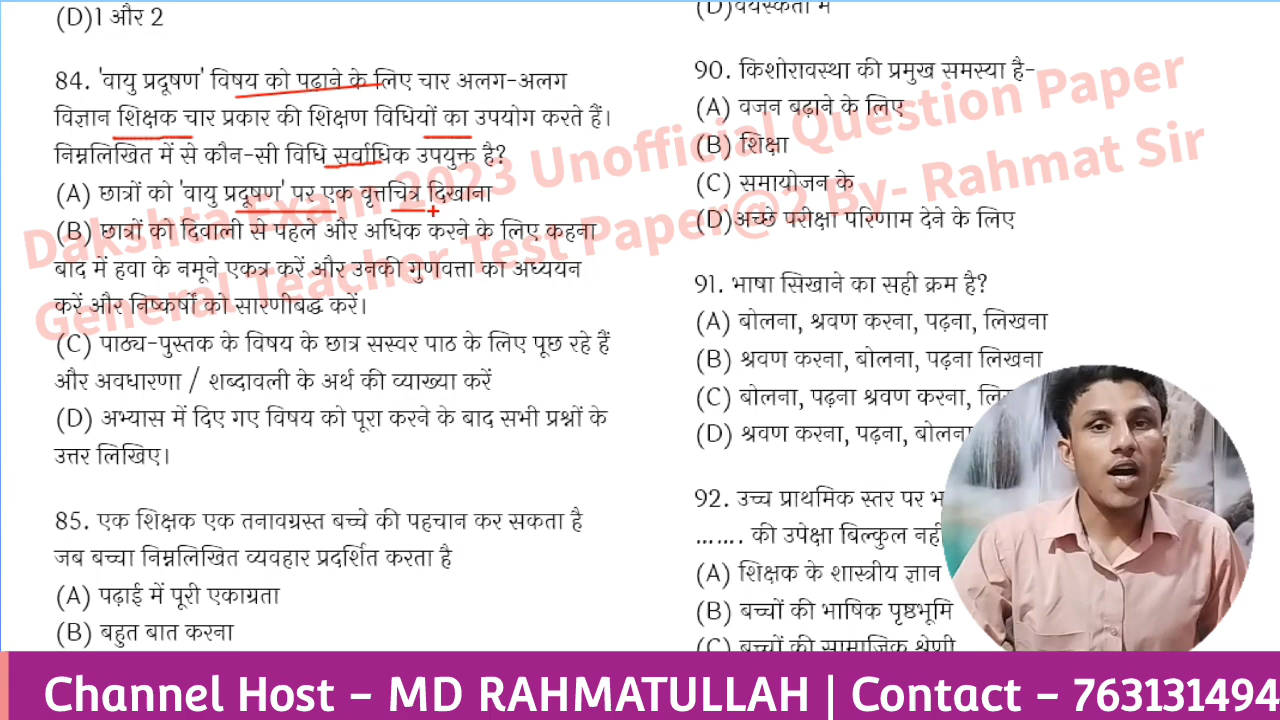 (D)1 और 2
84. 'वायु प्रदूषण' विषय को पढ़ाने के लिए चार अलग-अलग
विज्ञान शिक्षक चार प्रकार की शिक्षण विधियों का उपयोग करते हैं।
निम्नलिखित में से कौन-सी विधि सर्वाधिक उपयुक्त है?
(A) छात्रों को 'वायु प्रदूषण' पर एक वृत्तचित्र दिखाना
(B) छात्रों को दिवाली से पहले और अधिक करने के लिए कहना
बाद में हवा के नमूने एकत्र करें और उनकी गुणवत्ता का अध्ययन
करें और निष्कर्षों को सारणीबद्ध करें।
(C) पाठ्य-पुस्तक के विषय के छात्र सस्वर पाठ के लिए पूछ रहे हैं
और अवधारणा / शब्दावली के अर्थ की व्याख्या करें
(D) अभ्यास में दिए गए विषय को पूरा करने के बाद सभी प्रश्नों के
उत्तर लिखिए।
85. एक शिक्षक एक तनावग्रस्त बच्चे की पहचान कर सकता है
जब बच्चा निम्नलिखित व्यवहार प्रदर्शित करता है
(A) पढ़ाई में पूरी एकाग्रता
(B) बहुत बात करना
(D)वयस्कता में
90. किशोरावस्था की प्रमुख समस्या है-
(A) वजन बढ़ाने के लिए
(B) शिक्षा
(C) समायोजन के
(D)अच्छे परीक्षा परिणाम देने के लिए
91. भाषा सिखाने का सही क्रम है?
(A) बोलना, श्रवण करना, पढ़ना, लिखना
(B) श्रवण करना, बोलना, पढ़ना लिखना
(C) बोलना, पढ़ना श्रवण करना,
(D) श्रवण करना, पढ़ना, बोलना
92. उच्च प्राथमिक स्तर पर
……. की उपेक्षा बिल्कुल नहीं
(A) शिक्षक के शास्त्रीय ज्ञान
(B) बच्चों की भाषिक पृष्ठभूमि
(C) बच्चों की सामाजिक श्रेणी
Dakshta Exam 2023 Unofficial Question Paper
General Teacher Test Paper@2 By- Rahmat Sir
Channel Host – MD RAHMATULLAH | Contact – 763131494